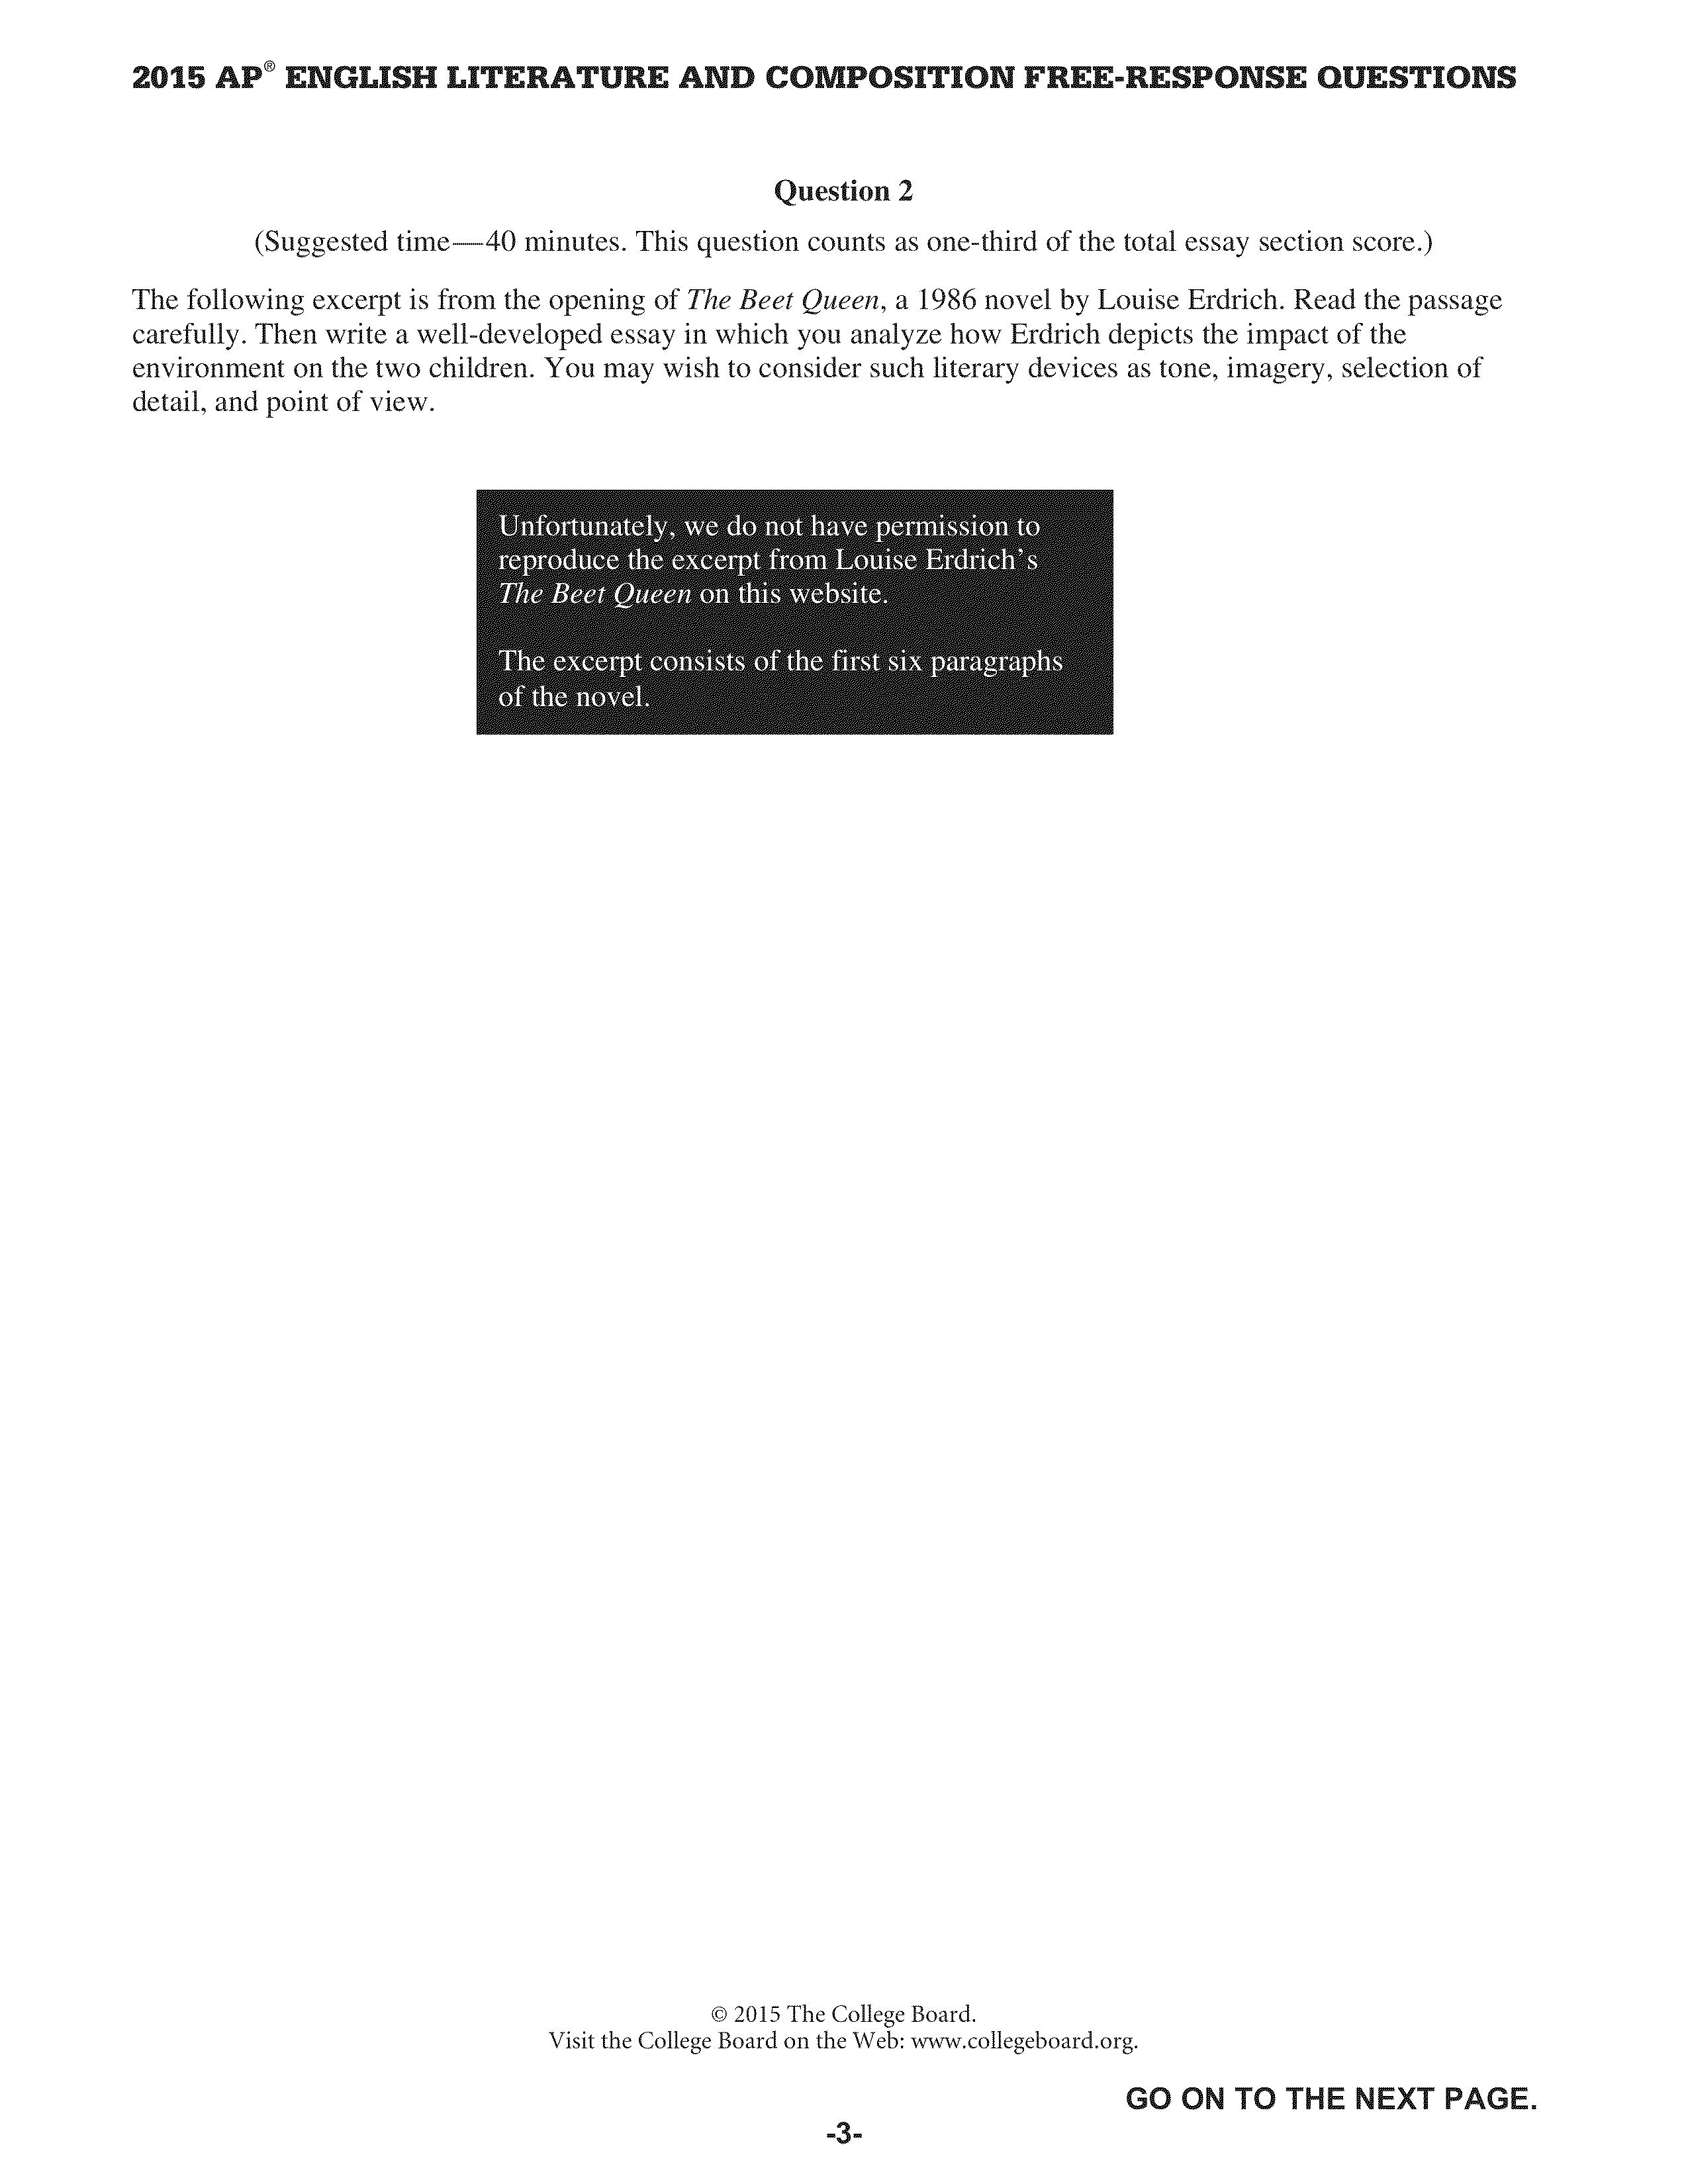 2015 AP® ENGLISH LITERATURE AND COMPOSITION FREE-RESPONSE QUESTIONS
Question 2
(Suggested time—40 minutes. This question counts as one-third of the total essay section score.)
The following excerpt is from the opening of The Beet Queen, a 1986 novel by Louise Erdrich. Read the passage
carefully. Then write a well-developed essay in which you analyze how Erdrich depicts the impact of the
environment on the two children. You may wish to consider such literary devices as tone, imagery, selection of
detail, and point of view.
Unfortunately, we do not have permission to
reproduce the excerpt from Louise Erdrich's
The Beet Queen on this website.
The excerpt consists of the first six paragraphs
of the novel.
© 2015 The College Board.
Visit the College Board on the Web: www.collegeboard.org.
GO ON TO THE NEXT PAGE.
-3-